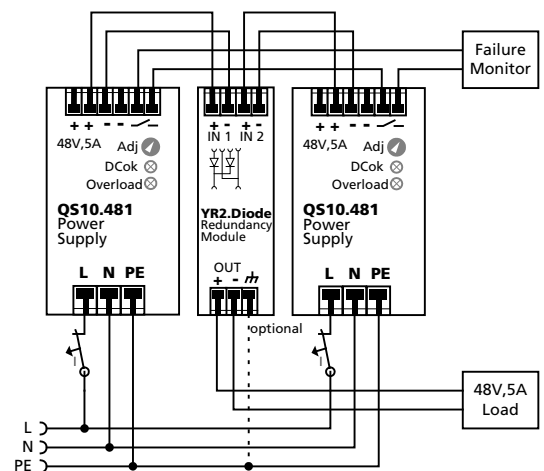 Failure
Monitor
+ + - -
48V,5A
Adj
DCok
Overload
QS10.481
Power
Supply
L N PE
+ - + -
IN 1 IN 2
YR2.Diode
Redundancy
Module
OUT
+ -
optional
+ + - -
48V,5A
Adj
DCok
Overload
QS10.481
Power
Supply
L N PE
I
I
48V,5A
Load
L
N
PE